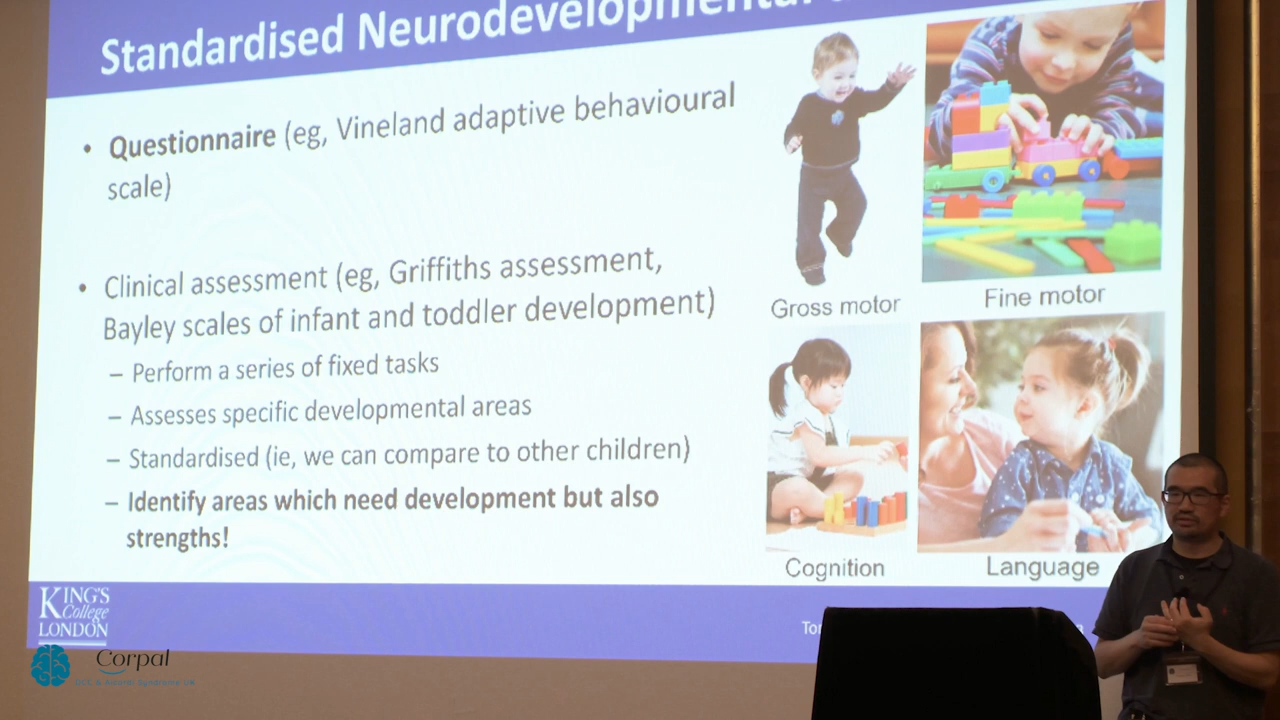 Standardised Neurodevelopmental
• Questionnaire (eg, Vineland adaptive behavioural
scale)
• Clinical assessment (eg, Griffiths assessment,
Bayley scales of infant and toddler development)
– Perform a series of fixed tasks
– Assesses specific developmental areas
– Standardised (ie, we can compare to other children)
– Identify areas which need development but also
strengths!
Gross motor
Fine motor
Cognition
Language
KING'S
College
LONDON
Corpal